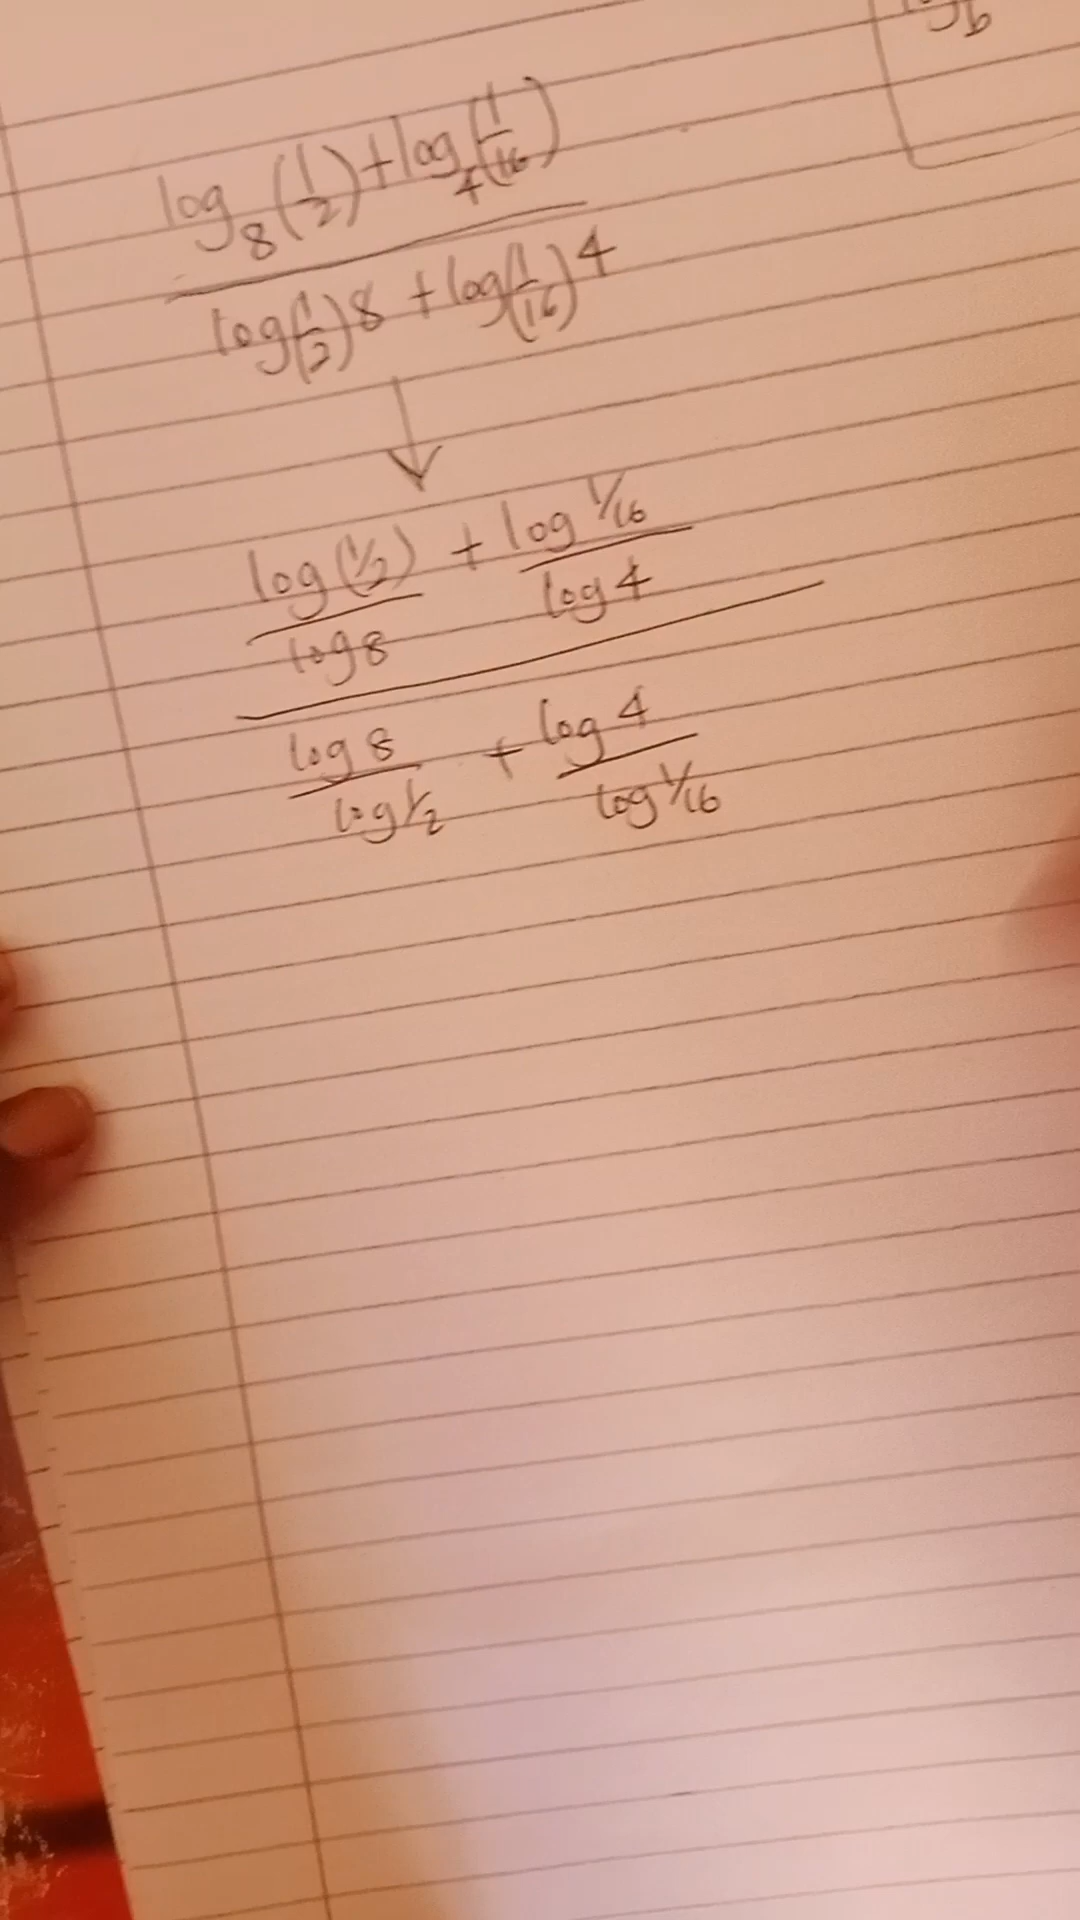 log₈(1/2) + log₄(1/16)
log(1/2) 8 + log(1/16) 4
↓
log(1/2) + log 1/16
log 8 log 4
log 8 + log 4
log 1/2 log 1/16